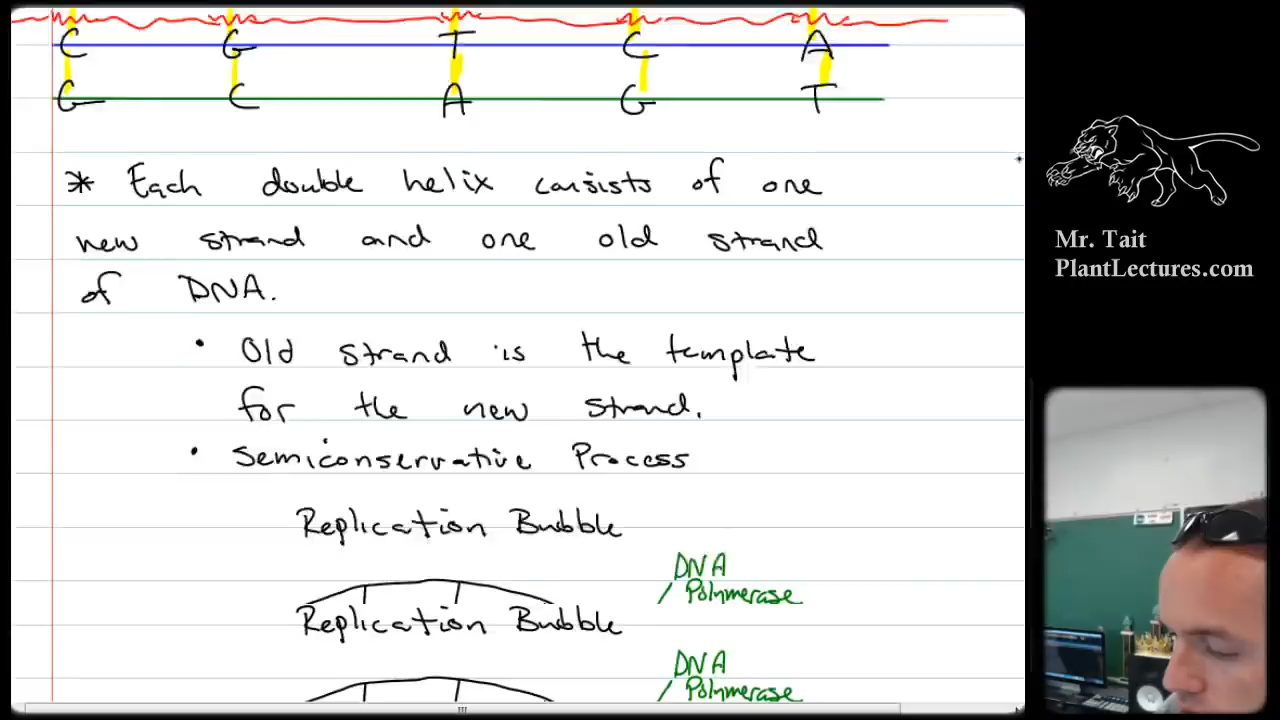 C G T C A
G C A G T
* Each double helix consists of one
new strand and one old strand
of DNA.
• Old strand is the template
for the new strand.
• Semiconservative Process
Replication Bubble
DNA
Polymerase
Replication Bubble
DNA
Polymerase
Mr. Tait
PlantLectures.com